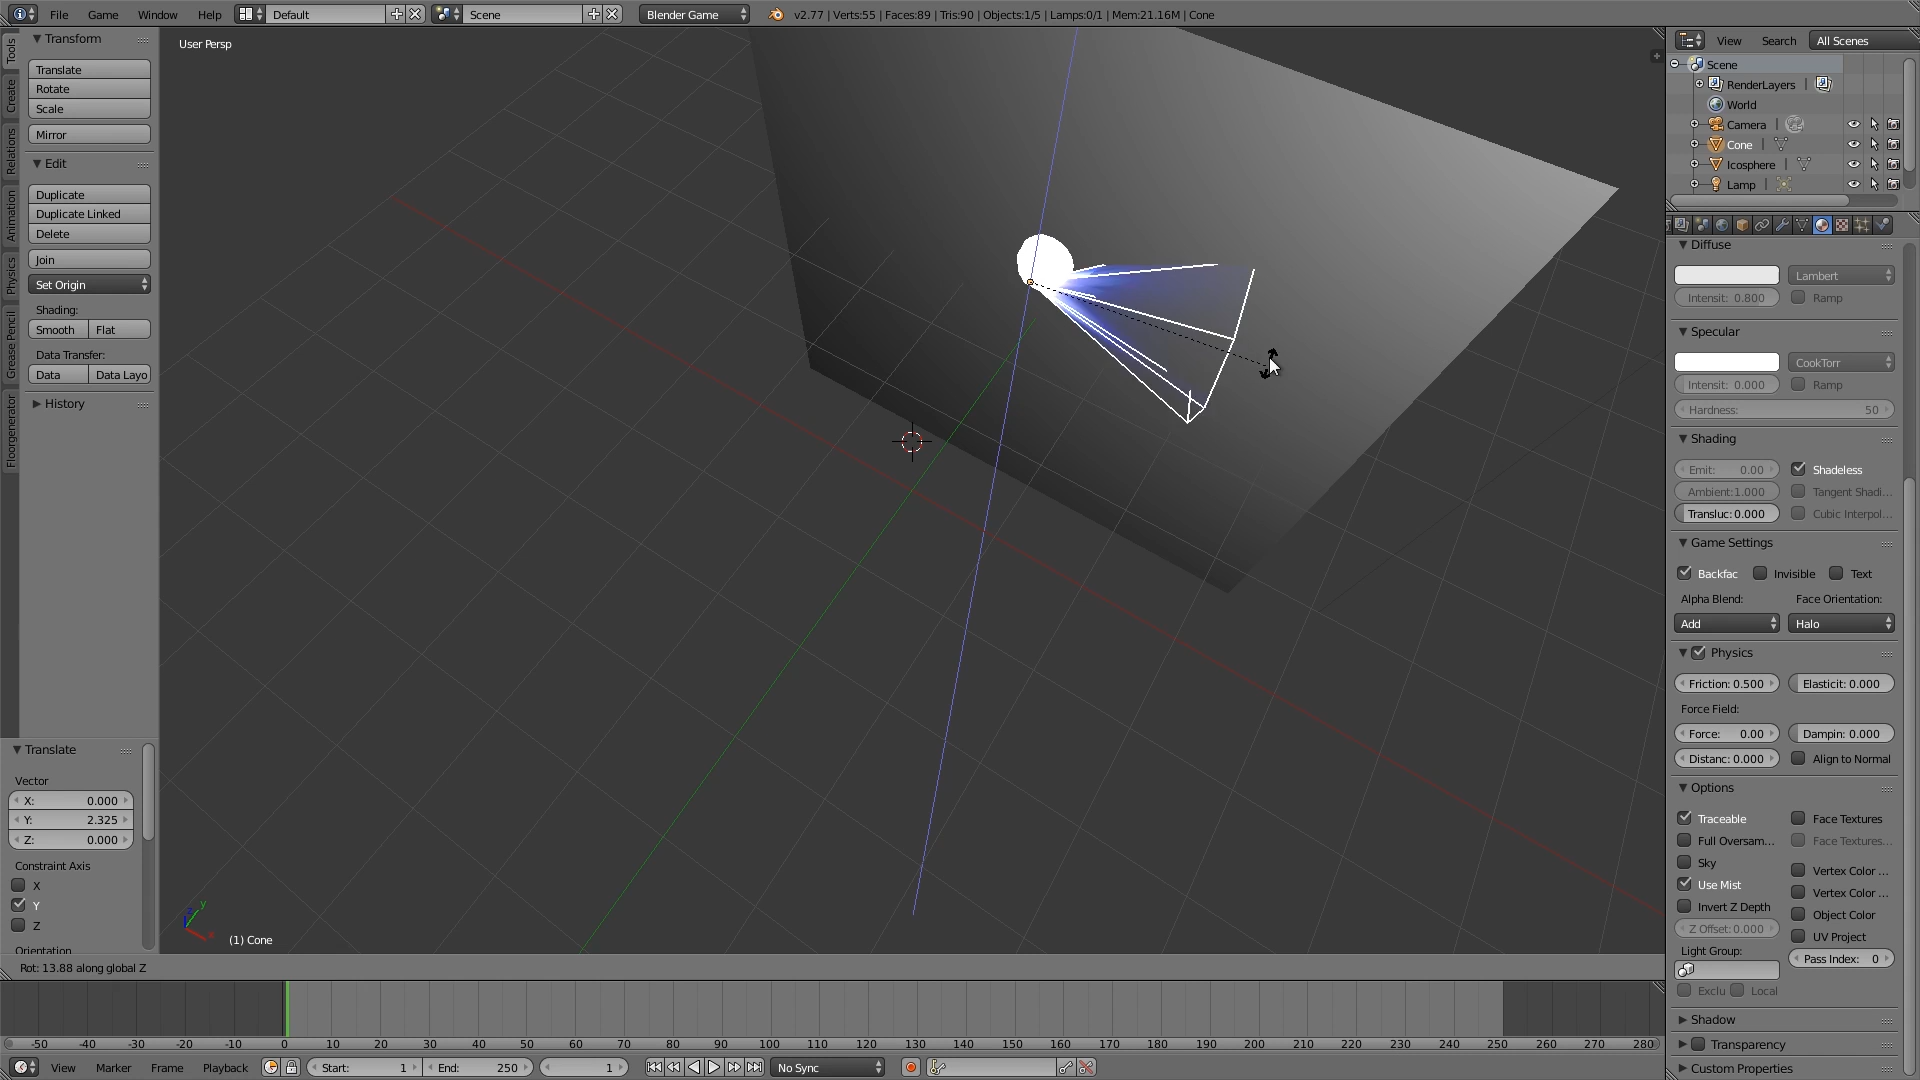 File Game Window Help Default Scene Blender Game v2.77 | Verts:55 | Faces:89 | Tris:90 | Objects:1/5 | Lamps:0/1 | Mem:21.16M | Cone
Tools
Create
Relations
Animation
Physics
Grease Pencil
Floorgenerator
Transform
Translate
Rotate
Scale
Mirror
Edit
Duplicate
Duplicate Linked
Delete
Join
Set Origin
Shading:
Smooth Flat
Data Transfer:
Data Data Layo
History
Translate
Vector
X: 0.000
Y: 2.325
Z: 0.000
Constraint Axis
X
Y
Z
Orientation
User Persp
y
x
(1) Cone
Rot: 13.88 along global Z
View Search All Scenes
Scene
RenderLayers |
World
Camera |
Cone |
Icosphere |
Lamp |
Diffuse
Lambert
Intensit: 0.800 Ramp
Specular
CookTorr
Intensit: 0.000 Ramp
Hardness: 50
Shading
Emit: 0.00 Shadeless
Ambient:1.000 Tangent Shadi...
Transluc: 0.000 Cubic Interpol...
Game Settings
Backfac Invisible Text
Alpha Blend: Face Orientation:
Add Halo
Physics
Friction: 0.500 Elasticit: 0.000
Force Field:
Force: 0.00 Dampin: 0.000
Distanc: 0.000 Align to Normal
Options
Traceable Face Textures
Full Oversam... Face Textures...
Sky
Vertex Color ...
Use Mist
Vertex Color ...
Invert Z Depth
Object Color
Z Offset: 0.000
UV Project
Light Group:
Pass Index: 0
Exclu Local
Shadow
Transparency
Custom Properties
-50 -40 -30 -20 -10 0 10 20 30 40 50 60 70 80 90 100 110 120 130 140 150 160 170 180 190 200 210 220 230 240 250 260 270 280
View Marker Frame Playback Start: 1 End: 250 1 No Sync